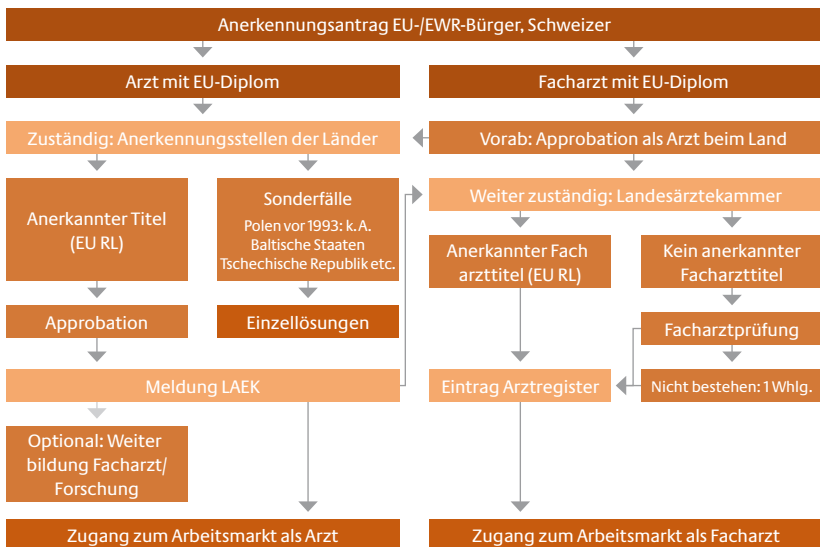 Anerkennungsantrag EU-/EWR-Bürger, Schweizer
Arzt mit EU-Diplom
Facharzt mit EU-Diplom
Zuständig: Anerkennungsstellen der Länder
Vorab: Approbation als Arzt beim Land
Anerkannter Titel
(EU RL)
Sonderfälle
Polen vor 1993: k. A.
Baltische Staaten
Tschechische Republik etc.
Weiter zuständig: Landesärztekammer
Anerkannter Fach
arzttitel (EU RL)
Kein anerkannter
Facharzttitel
Approbation
Einzellösungen
Facharztprüfung
Meldung LAEK
Eintrag Arztregister
Nicht bestehen: 1 Whlg.
Optional: Weiter
bildung Facharzt/
Forschung
Zugang zum Arbeitsmarkt als Arzt
Zugang zum Arbeitsmarkt als Facharzt